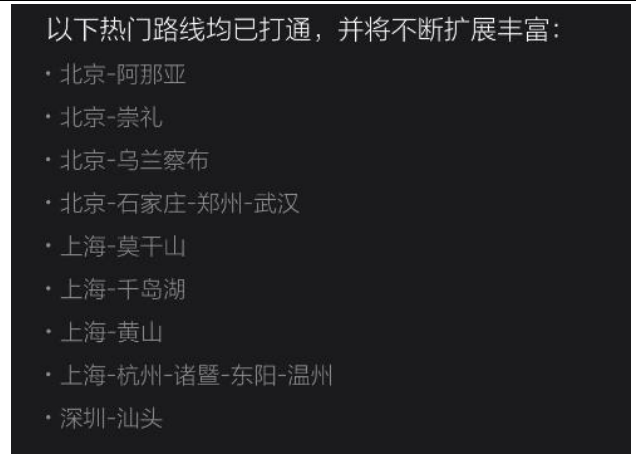 以下热门路线均已打通，并将不断扩展丰富：
·北京-阿那亚
·北京-崇礼
·北京-乌兰察布
·北京-石家庄-郑州-武汉
·上海-莫干山
·上海-千岛湖
·上海-黄山
·上海-杭州-诸暨-东阳-温州
·深圳-汕头